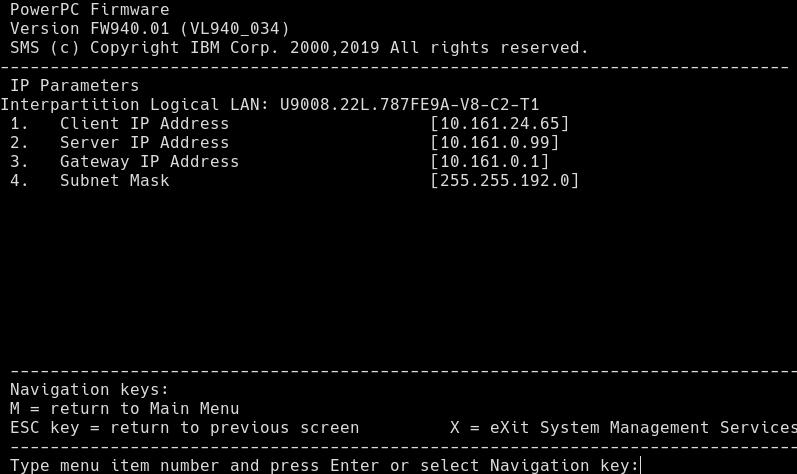 PowerPC Firmware
Version FW940.01 (VL940_034)
SMS (c) Copyright IBM Corp. 2000,2019 All rights reserved.
-------------------------------------------------------------------------------
IP Parameters
Interpartition Logical LAN: U9008.22L.787FE9A-V8-C2-T1
1.   Client IP Address                    [10.161.24.65]
2.   Server IP Address                    [10.161.0.99]
3.   Gateway IP Address                   [10.161.0.1]
4.   Subnet Mask                          [255.255.192.0]
-------------------------------------------------------------------------------
Navigation keys:
M = return to Main Menu
ESC key = return to previous screen         X = eXit System Management Services
-------------------------------------------------------------------------------
Type menu item number and press Enter or select Navigation key: